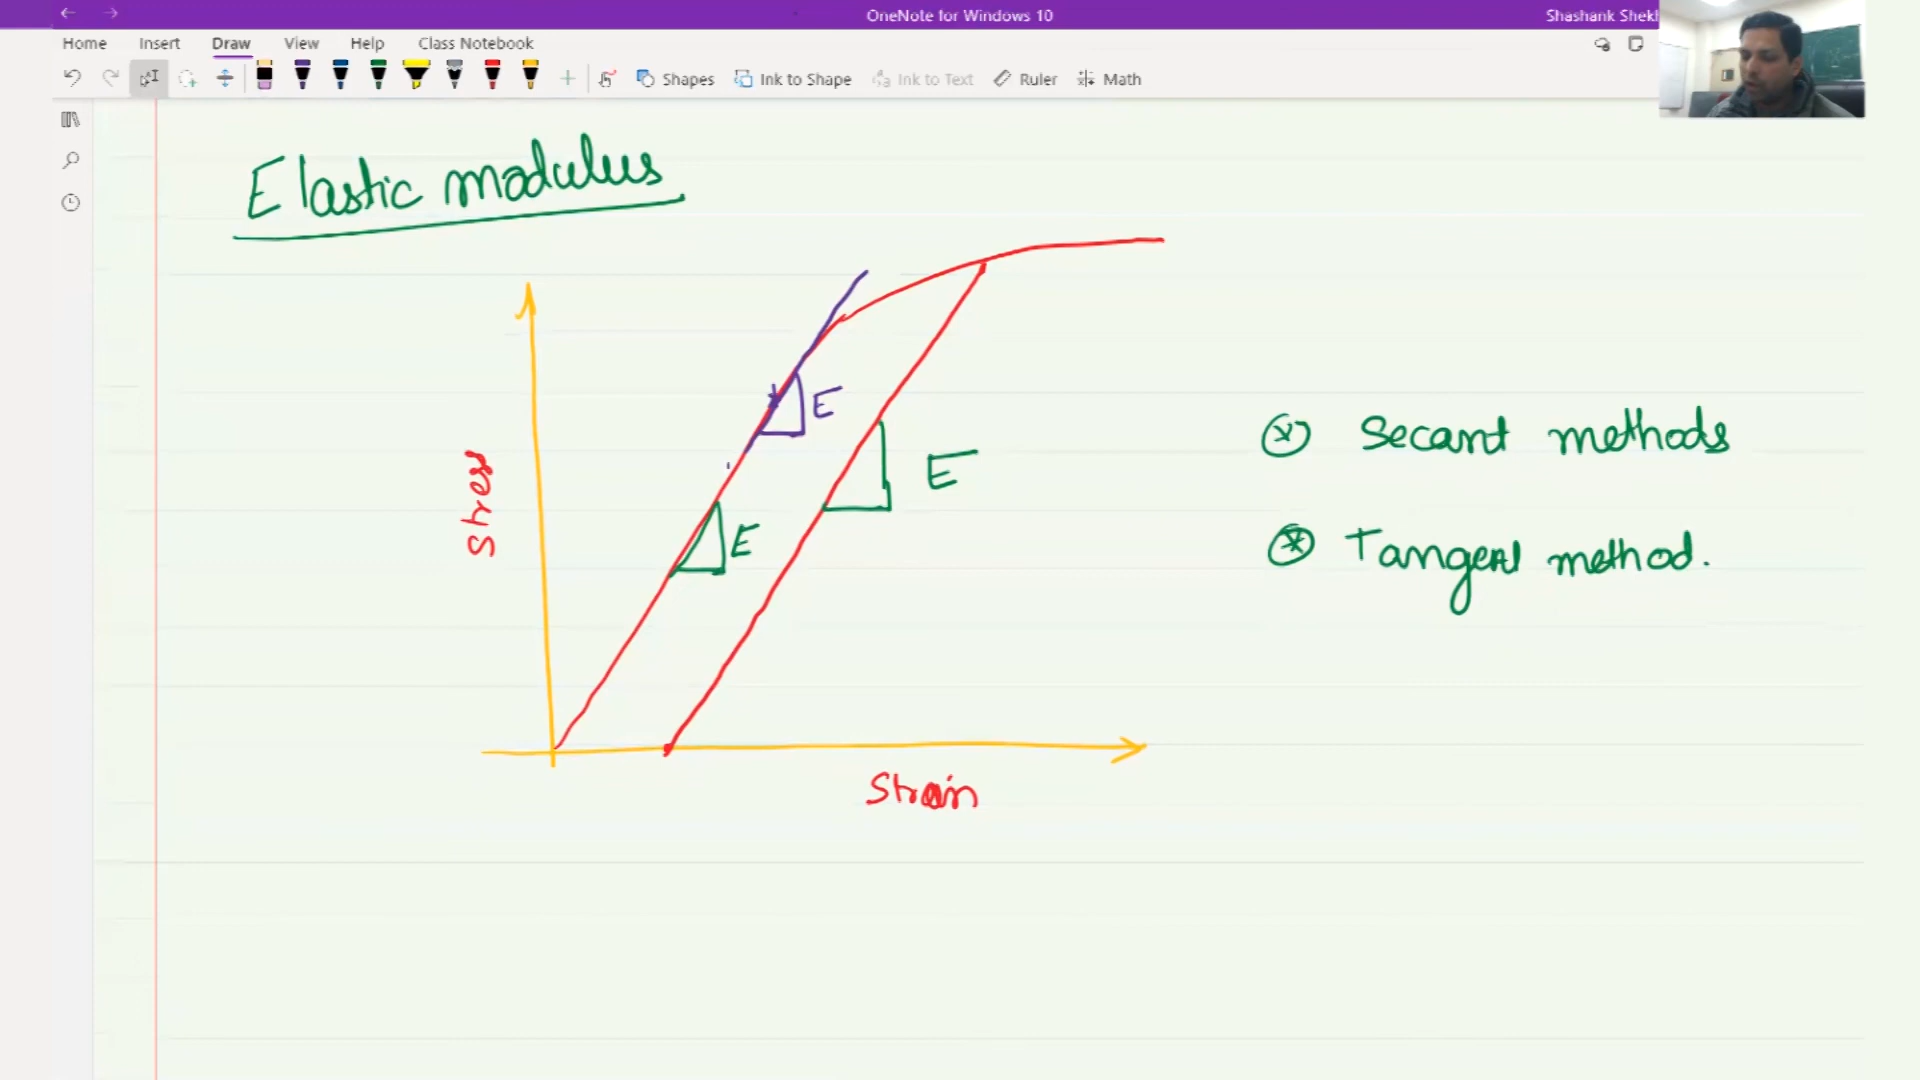 OneNote for Windows 10
Shashank Shekh
Home Insert Draw View Help Class Notebook
Shapes Ink to Shape Ink to Text Ruler Math
Elastic modulus
Stress
E
E
E
Strain
Secant methods
Tangent method.